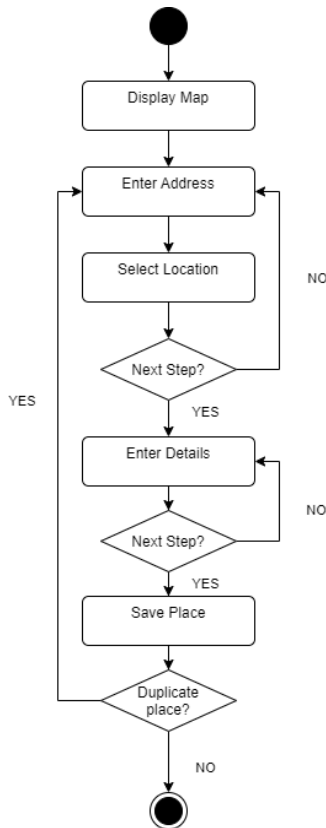 Display Map
Enter Address
Select Location
NO
Next Step?
YES
YES
Enter Details
NO
Next Step?
YES
Save Place
Duplicate
place?
NO